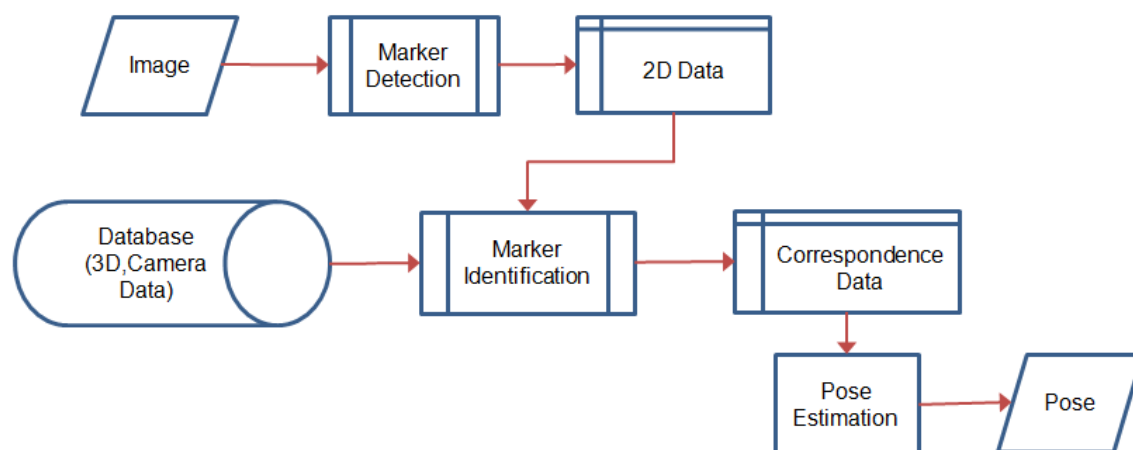 Image
Marker
Detection
2D Data
Database
(3D,Camera
Data)
Marker
Identification
Correspondence
Data
Pose
Estimation
Pose